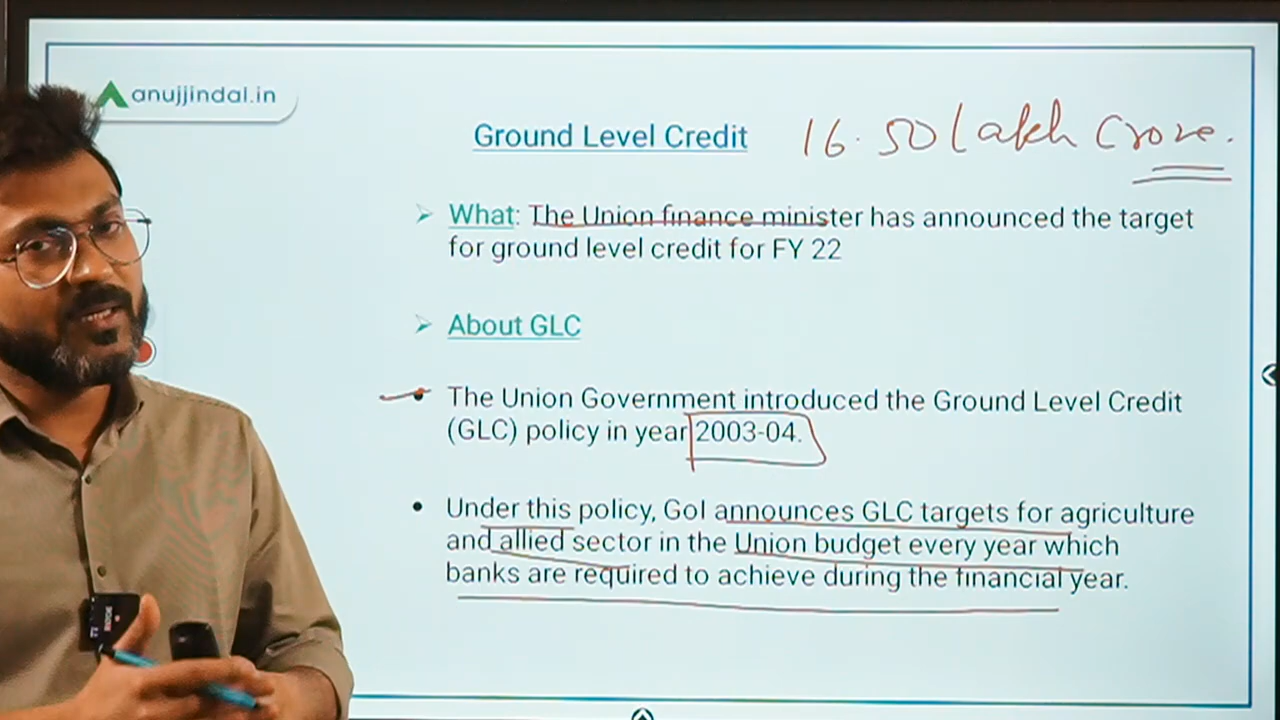 anujjindal.in
Ground Level Credit 16.50 lakh Crore.
➢ What: The Union finance minister has announced the target
for ground level credit for FY 22
➢ About GLC
• The Union Government introduced the Ground Level Credit
(GLC) policy in year 2003-04.
• Under this policy, GoI announces GLC targets for agriculture
and allied sector in the Union budget every year which
banks are required to achieve during the financial year.